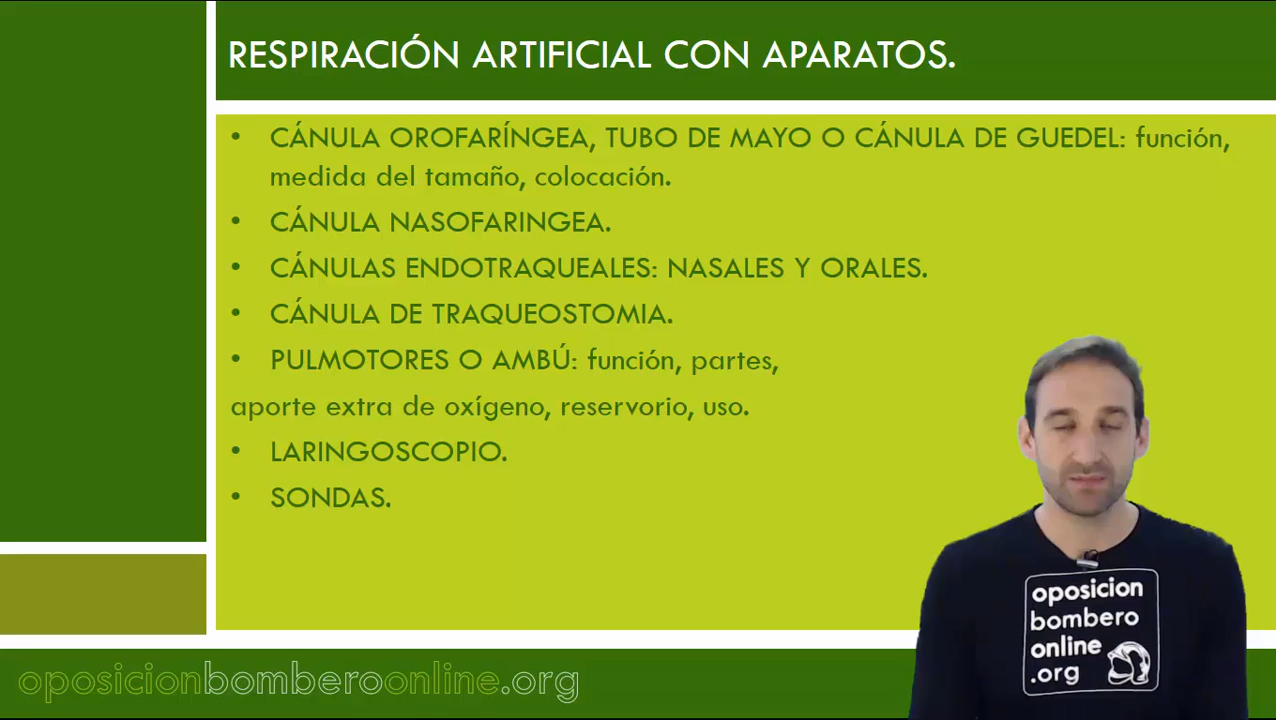 RESPIRACIÓN ARTIFICIAL CON APARATOS.
• CÁNULA OROFARÍNGEA, TUBO DE MAYO O CÁNULA DE GUEDEL: función,
medida del tamaño, colocación.
• CÁNULA NASOFARINGEA.
• CÁNULAS ENDOTRAQUEALES: NASALES Y ORALES.
• CÁNULA DE TRAQUEOSTOMIA.
• PULMOTORES O AMBÚ: función, partes,
aporte extra de oxígeno, reservorio, uso.
• LARINGOSCOPIO.
• SONDAS.
oposicion
bombero
online
.org
oposicionbomberoonline.org